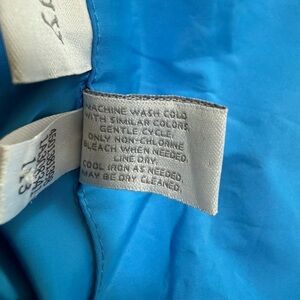 MACHINE WASH COLD
WITH SIMILAR COLORS.
GENTLE CYCLE.
ONLY NON-CHLORINE
BLEACH WHEN NEEDED.
LINE DRY.
COOL IRON AS NEEDED.
MAY BE DRY CLEANED.